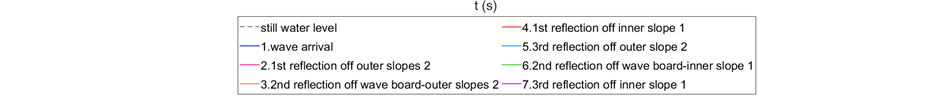 t (s)
still water level
1.wave arrival
2.1st reflection off outer slopes 2
3.2nd reflection off wave board-outer slopes 2
4.1st reflection off inner slope 1
5.3rd reflection off outer slope 2
6.2nd reflection off wave board-inner slope 1
7.3rd reflection off inner slope 1